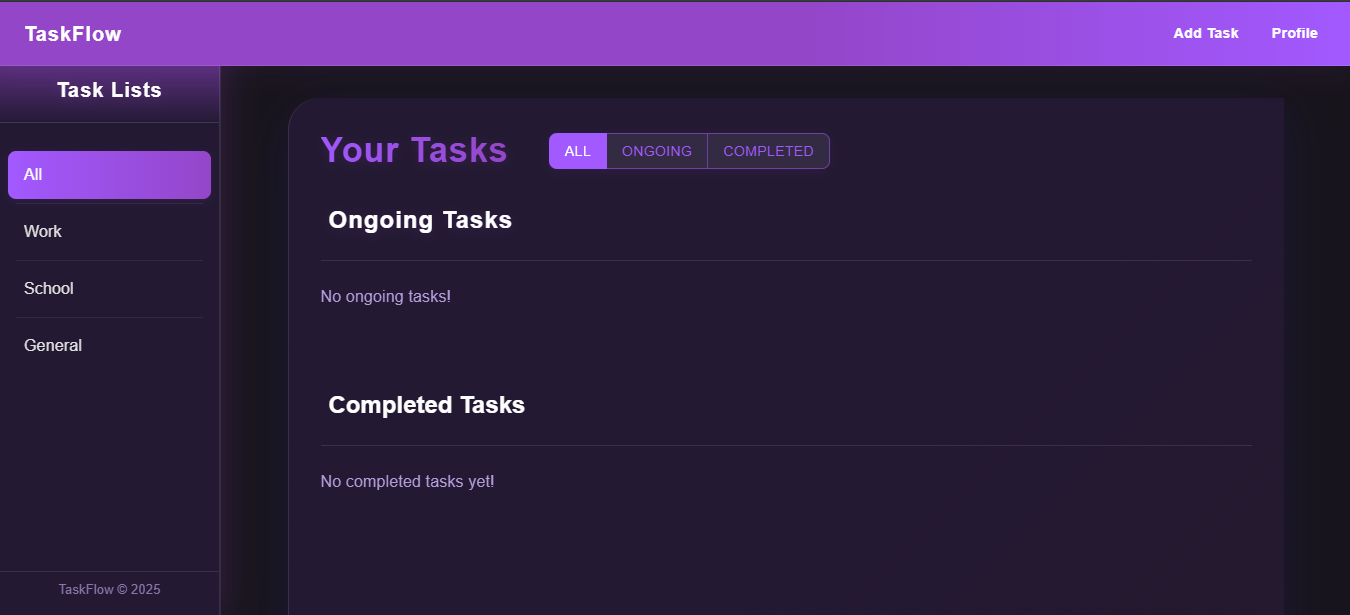 TaskFlow
Add Task
Profile
Task Lists
All
Work
School
General
TaskFlow © 2025
Your Tasks
ALL
ONGOING
COMPLETED
Ongoing Tasks
No ongoing tasks!
Completed Tasks
No completed tasks yet!